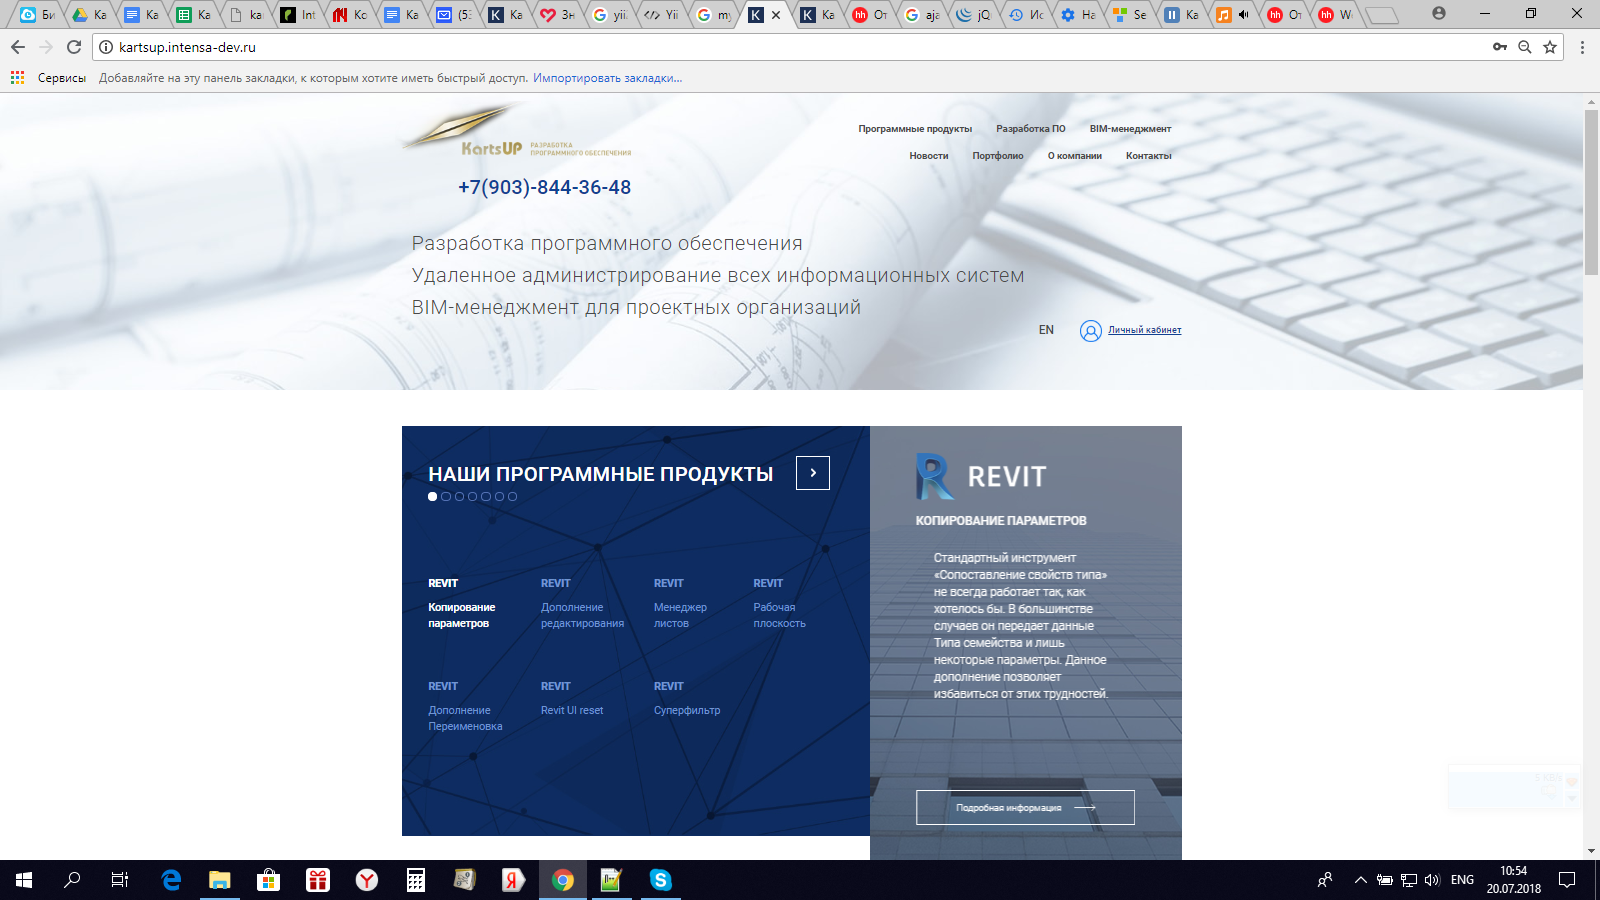 Би
Ка
Ка
Ка
ка
Int
Ко
Ка
(5
Ка
Зн
yii
Yii
my
Ка
От
aja
jQ
Ис
На
Se
Ка
От
W
kartsup.intensa-dev.ru
Сервисы Добавляйте на эту панель закладки, к которым хотите иметь быстрый доступ. Импортировать закладки...
KartsUP РАЗРАБОТКА
ПРОГРАММНОГО ОБЕСПЕЧЕНИЯ
+7(903)-844-36-48
Программные продукты Разработка ПО BIM-менеджмент
Новости Портфолио О компании Контакты
Разработка программного обеспечения
Удаленное администрирование всех информационных систем
BIM-менеджмент для проектных организаций
EN Личный кабинет
НАШИ ПРОГРАММНЫЕ ПРОДУКТЫ
REVIT
Копирование
параметров
REVIT
Дополнение
редактирования
REVIT
Менеджер
листов
REVIT
Рабочая
плоскость
REVIT
Дополнение
Переименовка
REVIT
Revit UI reset
REVIT
Суперфильтр
REVIT
КОПИРОВАНИЕ ПАРАМЕТРОВ
Стандартный инструмент
«Сопоставление свойств типа»
не всегда работает так, как
хотелось бы. В большинстве
случаев он передает данные
Типа семейства и лишь
некоторые параметры. Данное
дополнение позволяет
избавиться от этих трудностей.
Подробная информация
ENG
10:54
20.07.2018